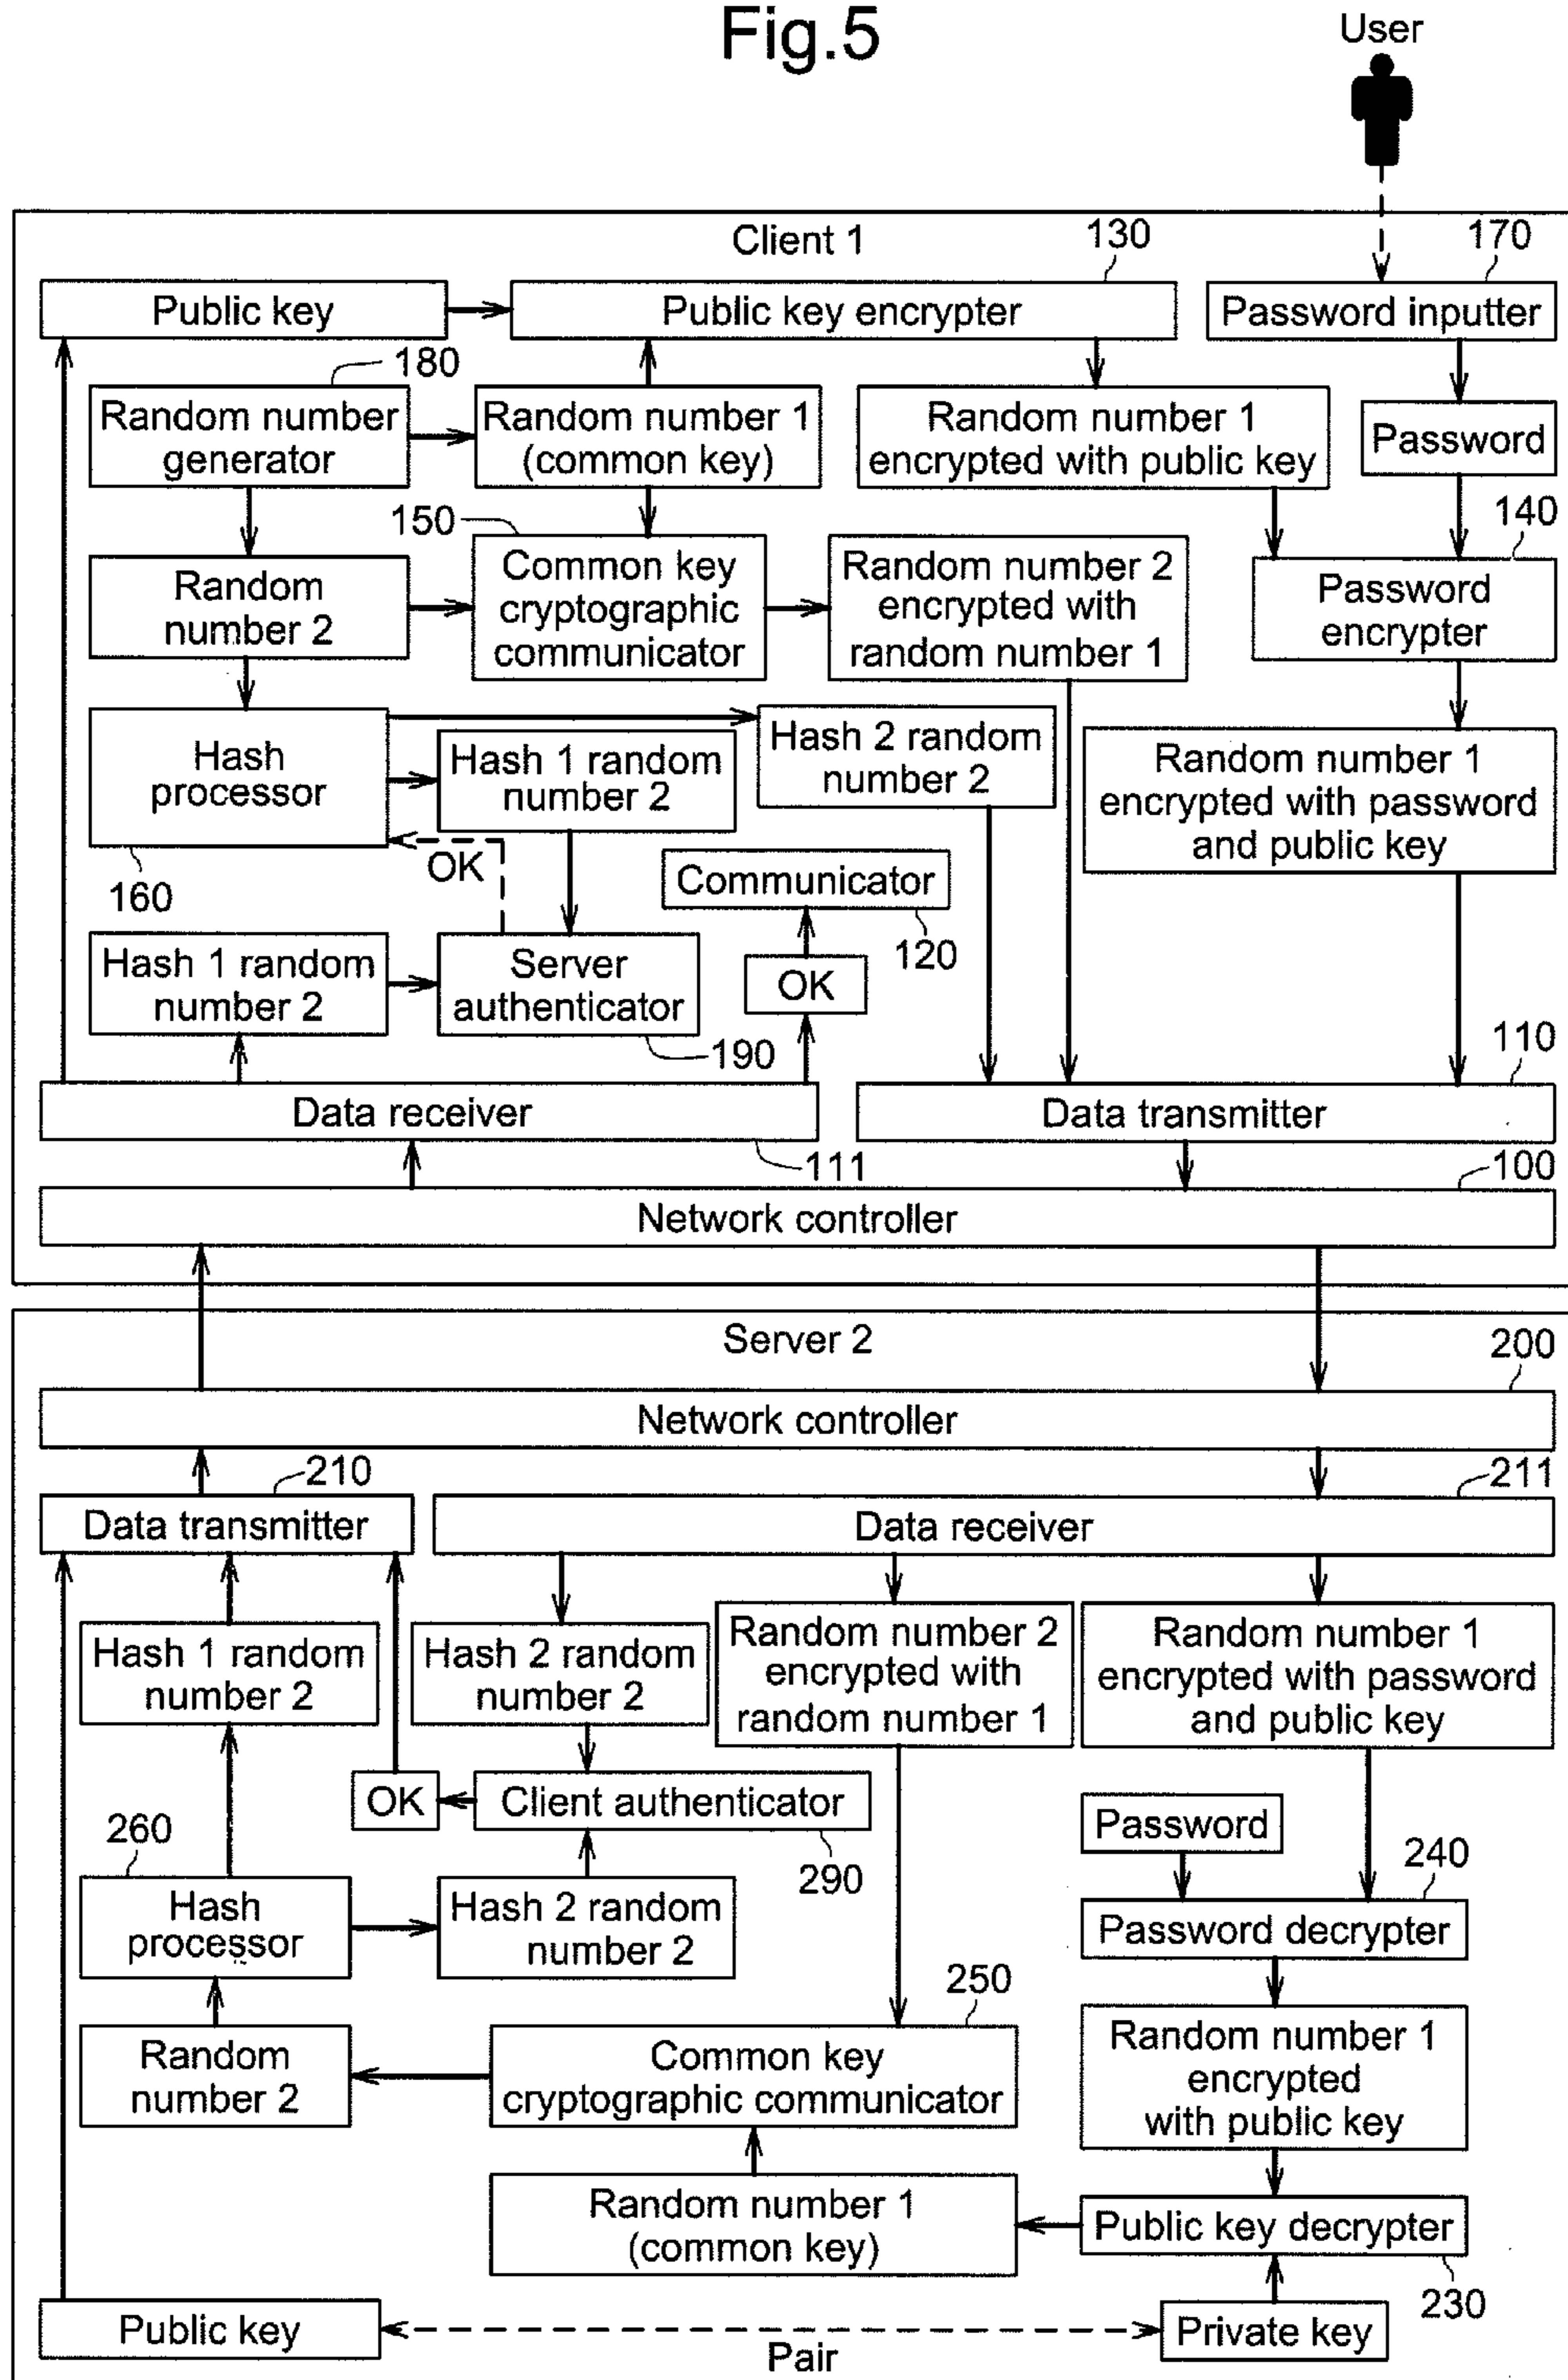 Fig.5
User
Client 1
130
170
Public key
Public key encrypter
Password inputter
180
Random number
generator
Random number 1
(common key)
Random number 1
encrypted with public key
Password
150
140
Random
number 2
Common key
cryptographic
communicator
Random number 2
encrypted with
random number 1
Password
encrypter
Hash
processor
Hash 1 random
number 2
Hash 2 random
number 2
Random number 1
encrypted with password
and public key
OK
160
Communicator
120
Hash 1 random
number 2
Server
authenticator
OK
190
110
Data receiver
Data transmitter
111
100
Network controller
Server 2
200
Network controller
210
211
Data transmitter
Data receiver
Hash 1 random
number 2
Hash 2 random
number 2
Random number 2
encrypted with
random number 1
Random number 1
encrypted with password
and public key
OK
Client authenticator
Password
260
290
240
Hash
processor
Hash 2 random
number 2
Password decrypter
250
Random
number 2
Common key
cryptographic communicator
Random number 1
encrypted
with public key
Random number 1
(common key)
Public key decrypter
230
Public key
Pair
Private key